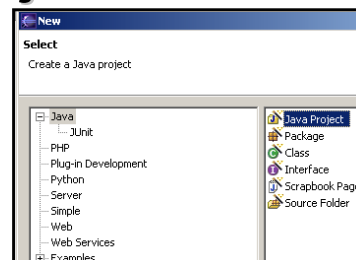 New
Select
Create a Java project
Java
JUnit
PHP
Plug-in Development
Python
Server
Simple
Web
Web Services
Examples
Java Project
Package
Class
Interface
Scrapbook Page
Source Folder